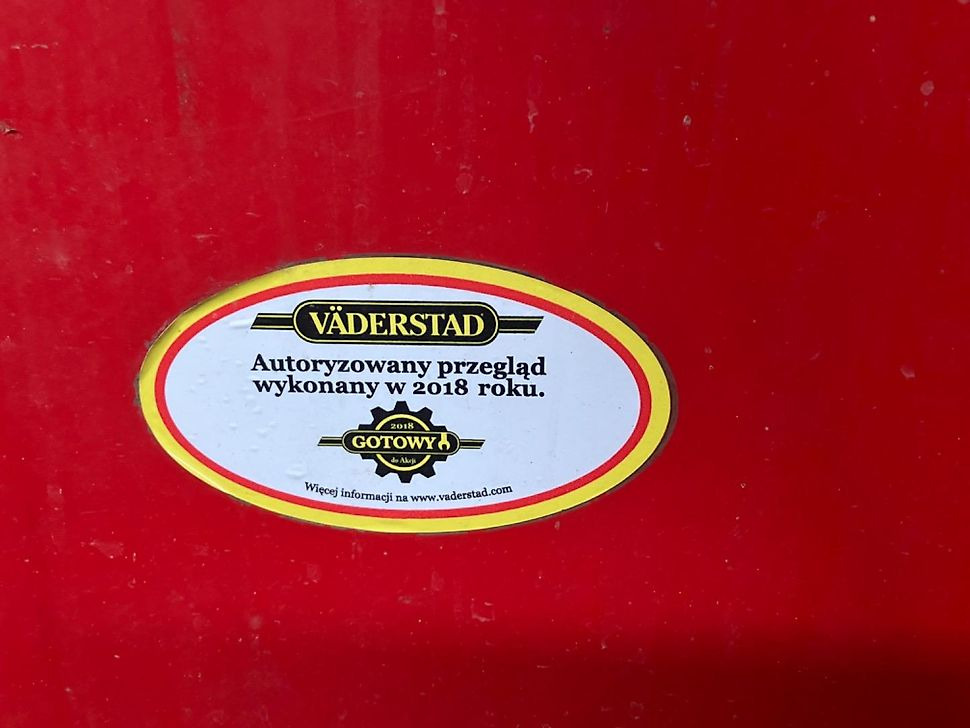 VÄDERSTAD
Autoryzowany przegląd
wykonany w 2018 roku.
2018
GOTOWY
do Akcji
Więcej informacji na www.vaderstad.com